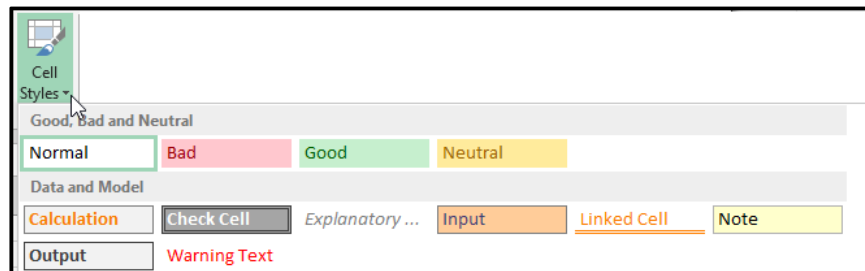 Cell
Styles
Good, Bad and Neutral
Normal Bad Good Neutral
Data and Model
Calculation Check Cell Explanatory ... Input Linked Cell Note
Output Warning Text